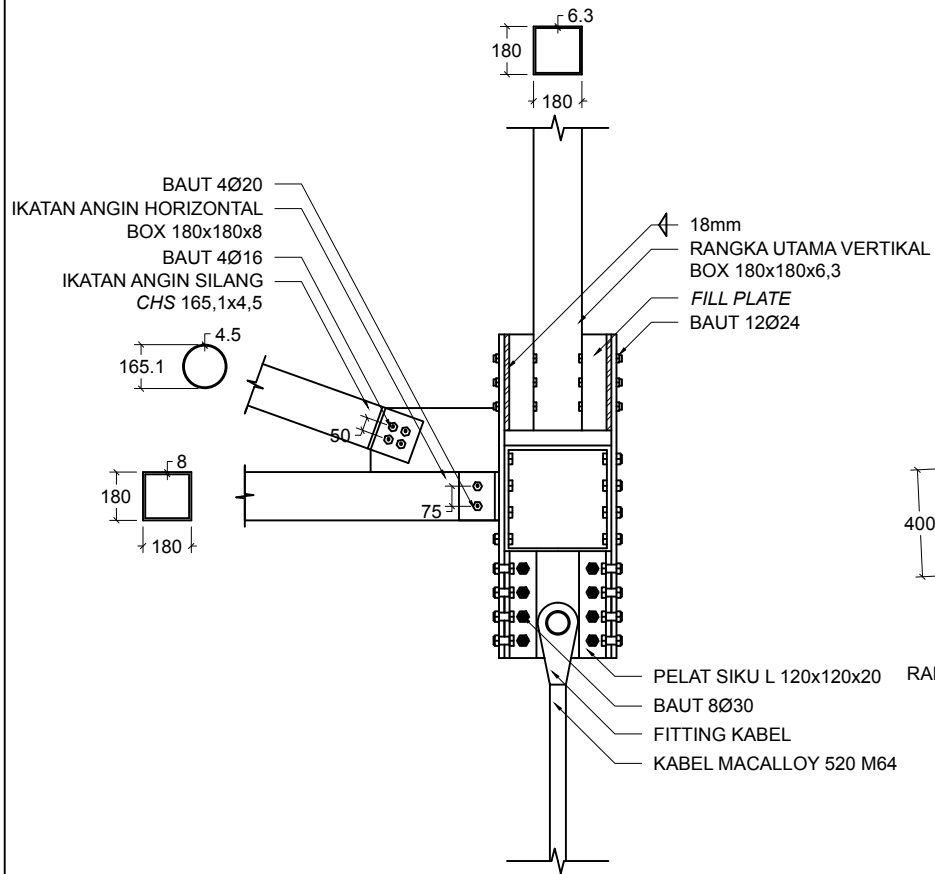 6.3
180
180
BAUT 4Ø20
IKATAN ANGIN HORIZONTAL
BOX 180x180x8
BAUT 4Ø16
IKATAN ANGIN SILANG
CHS 165,1x4,5
18mm
RANGKA UTAMA VERTIKAL
BOX 180x180x6,3
FILL PLATE
BAUT 12Ø24
4.5
165.1
50
8
180
180
75
400
PELAT SIKU L 120x120x20
BAUT 8Ø30
FITTING KABEL
KABEL MACALLOY 520 M64